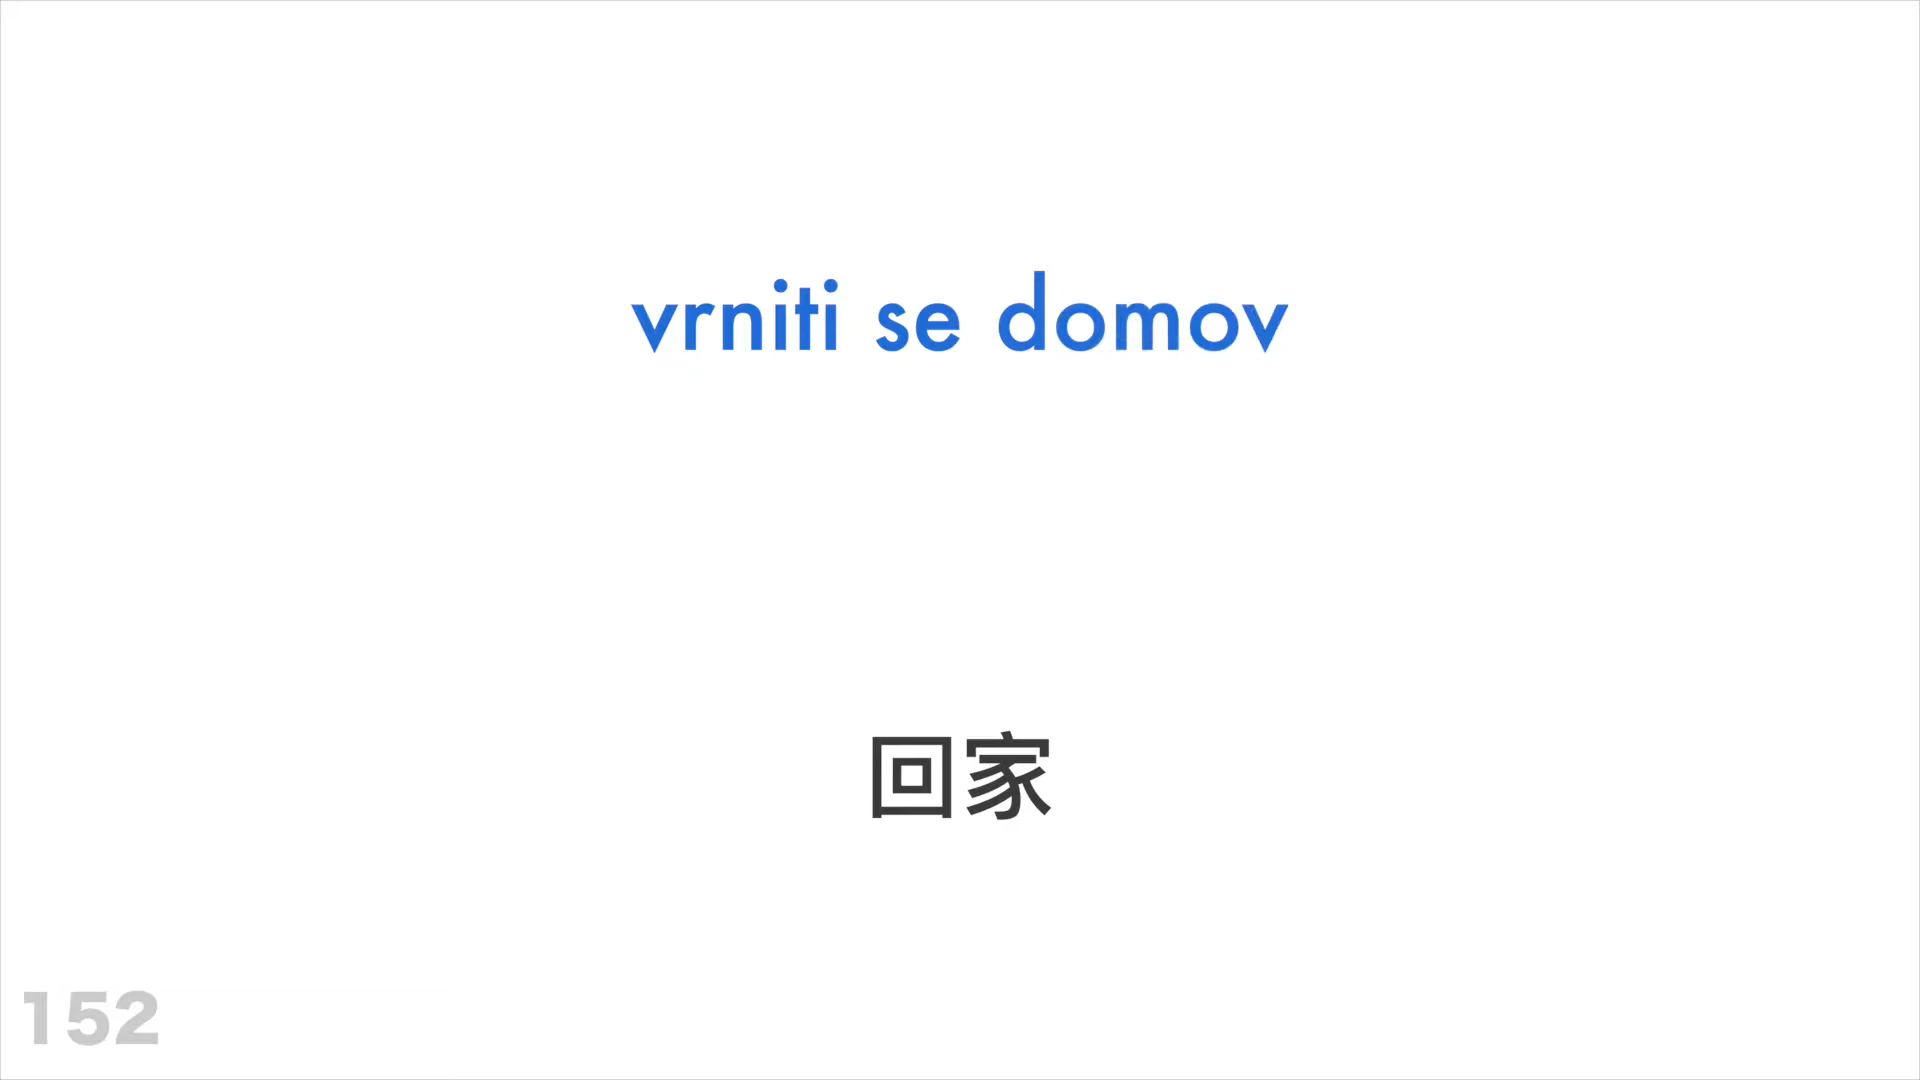 vrniti se domov
回家
152